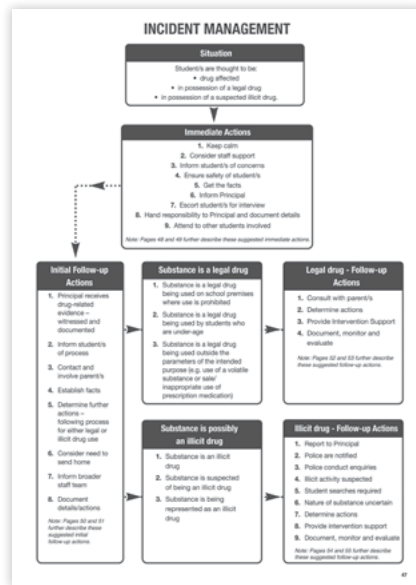 INCIDENT MANAGEMENT
Situation
Student/s are thought to be:
• drug affected
• in possession of a legal drug
• in possession of a suspected illicit drug.
Immediate Actions
1. Keep calm
2. Consider staff support
3. Inform student/s of concerns
4. Ensure safety of student/s
5. Get the facts
6. Inform Principal
7. Escort student/s for interview
8. Hand responsibility to Principal and document details
9. Attend to other students involved
Note: Pages 48 and 49 further describe these suggested immediate actions.
Initial Follow-up
Actions
1. Principal receives
drug-related
evidence –
witnessed and
documented
2. Inform student/s
of process
3. Contact and
involve parent/s
4. Establish facts
5. Determine further
actions –
following process
for either legal or
illicit drug use
6. Consider need to
send home
7. Inform broader
staff team
8. Document
details/actions
Note: Pages 50 and 51
further describe these
suggested initial
follow-up actions.
Substance is a legal drug
1. Substance is a legal drug
being used on school premises
where use is prohibited
2. Substance is a legal drug
being used by students who
are under-age
3. Substance is a legal drug
being used outside the
parameters of the intended
purpose (e.g. use of a volatile
substance or sale/
inappropriate use of
prescription medication)
Legal drug - Follow-up
Actions
1. Consult with parent/s
2. Determine actions
3. Provide Intervention Support
4. Document, monitor and
evaluate
Note: Pages 52 and 53 further describe
these suggested follow-up actions.
Substance is possibly
an illicit drug
1. Substance is an illicit
drug
2. Substance is suspected
of being an illicit drug
3. Substance is being
represented as an illicit
drug
Illicit drug - Follow-up Actions
1. Report to Principal
2. Police are notified
3. Police conduct enquiries
4. Illicit activity suspected
5. Student searches required
6. Nature of substance uncertain
7. Determine actions
8. Provide intervention support
9. Document, monitor and evaluate
Note: Pages 54 and 55 further describe
these suggested follow-up actions.
47